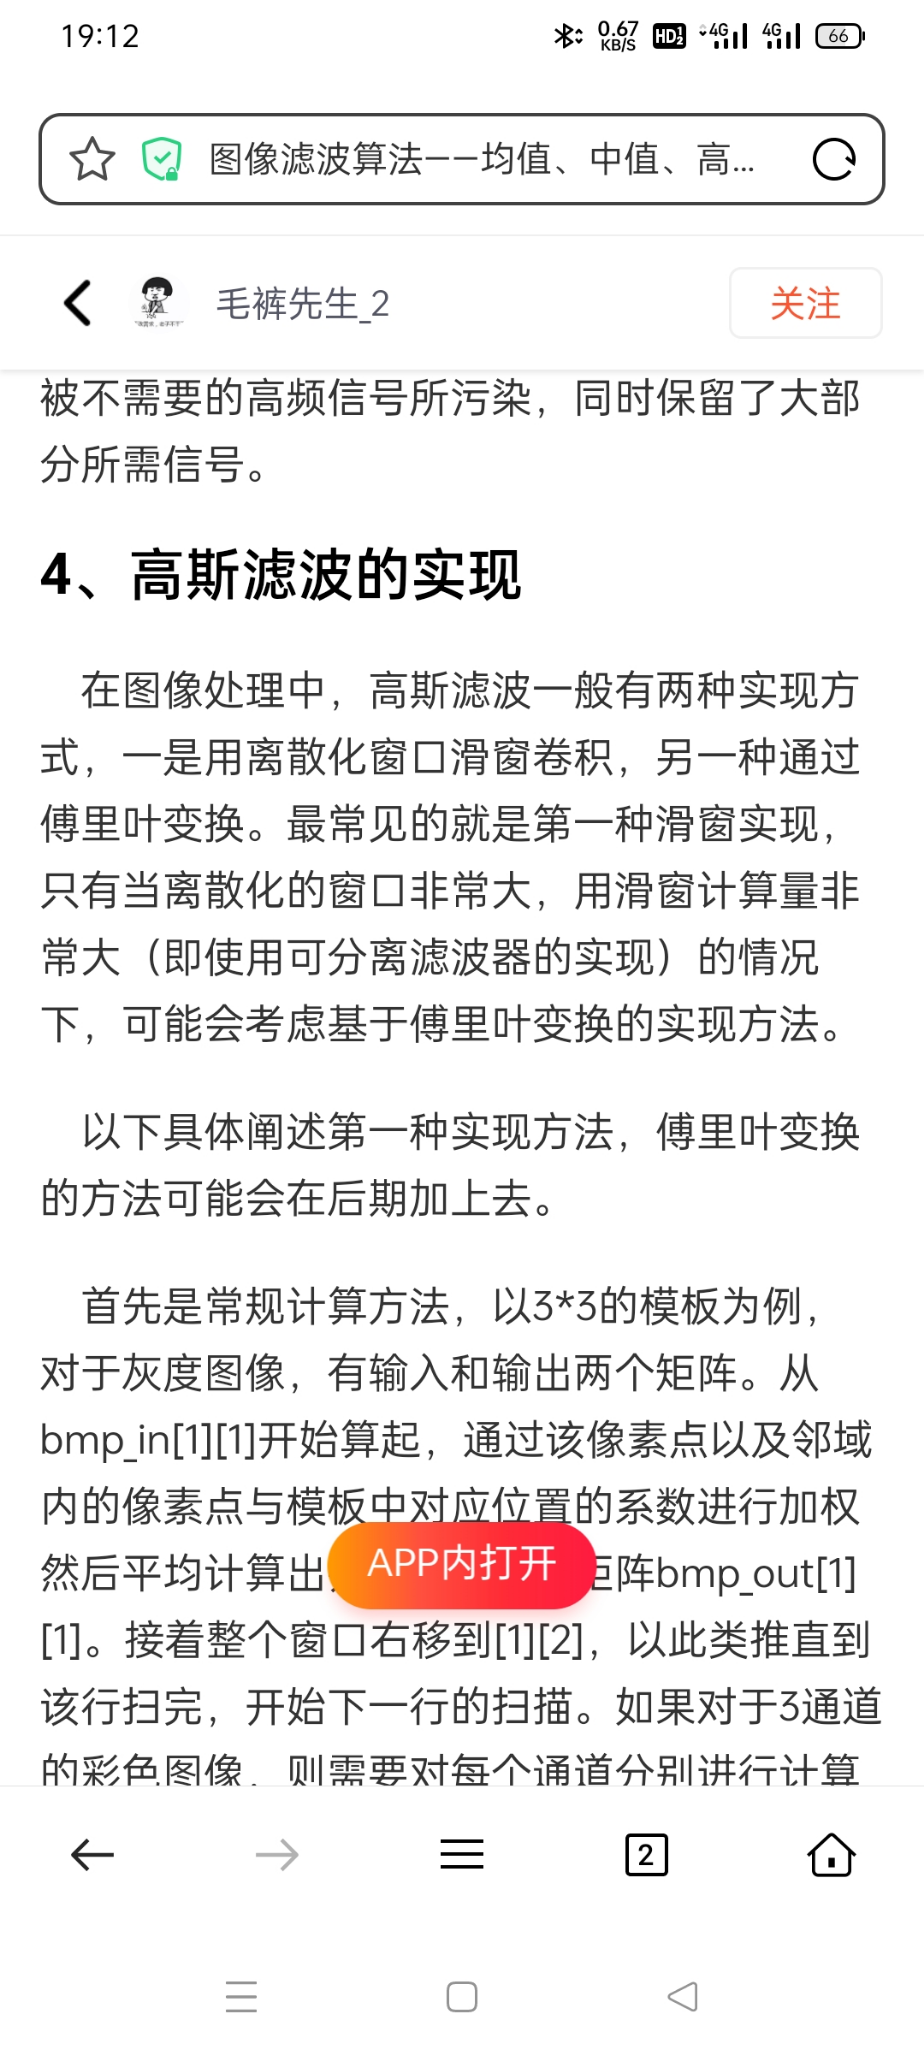 19:12
0.67
KB/S
HD 1
2
4G
4G
66
图像滤波算法——均值、中值、高...
毛裤先生_2
关注
被不需要的高频信号所污染，同时保留了大部
分所需信号。
4、高斯滤波的实现
在图像处理中，高斯滤波一般有两种实现方
式，一是用离散化窗口滑窗卷积，另一种通过
傅里叶变换。最常见的就是第一种滑窗实现，
只有当离散化的窗口非常大，用滑窗计算量非
常大（即使用可分离滤波器的实现）的情况
下，可能会考虑基于傅里叶变换的实现方法。
以下具体阐述第一种实现方法，傅里叶变换
的方法可能会在后期加上去。
首先是常规计算方法，以3*3的模板为例，
对于灰度图像，有输入和输出两个矩阵。从
bmp_in[1][1]开始算起，通过该像素点以及邻域
内的像素点与模板中对应位置的系数进行加权
然后平均计算出
APP内打开
矩阵bmp_out[1]
[1]。接着整个窗口右移到[1][2]，以此类推直到
该行扫完，开始下一行的扫描。如果对于3通道
的彩色图像，则需要对每个通道分别进行计算
2